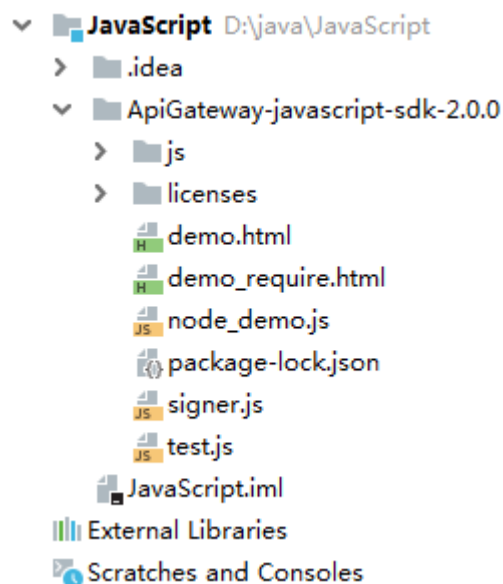 JavaScript D:\java\JavaScript
.idea
ApiGateway-javascript-sdk-2.0.0
js
licenses
demo.html
demo_require.html
node_demo.js
package-lock.json
signer.js
test.js
JavaScript.iml
External Libraries
Scratches and Consoles